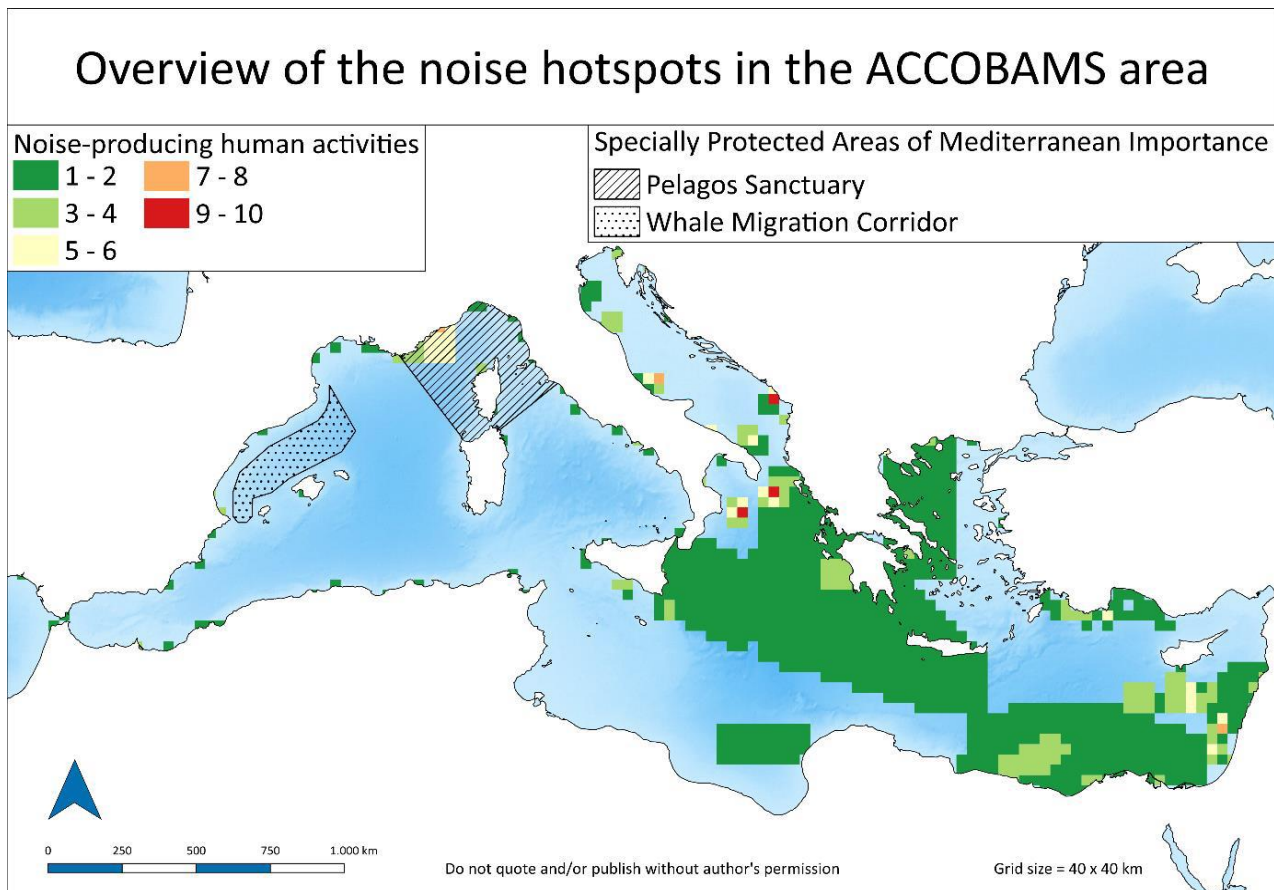 Overview of the noise hotspots in the ACCOBAMS area
Noise-producing human activities
1 - 2
7 - 8
3 - 4
9 - 10
5 - 6
Specially Protected Areas of Mediterranean Importance
Pelagos Sanctuary
Whale Migration Corridor
0 250 500 750 1.000 km
Do not quote and/or publish without author's permission
Grid size = 40 x 40 km